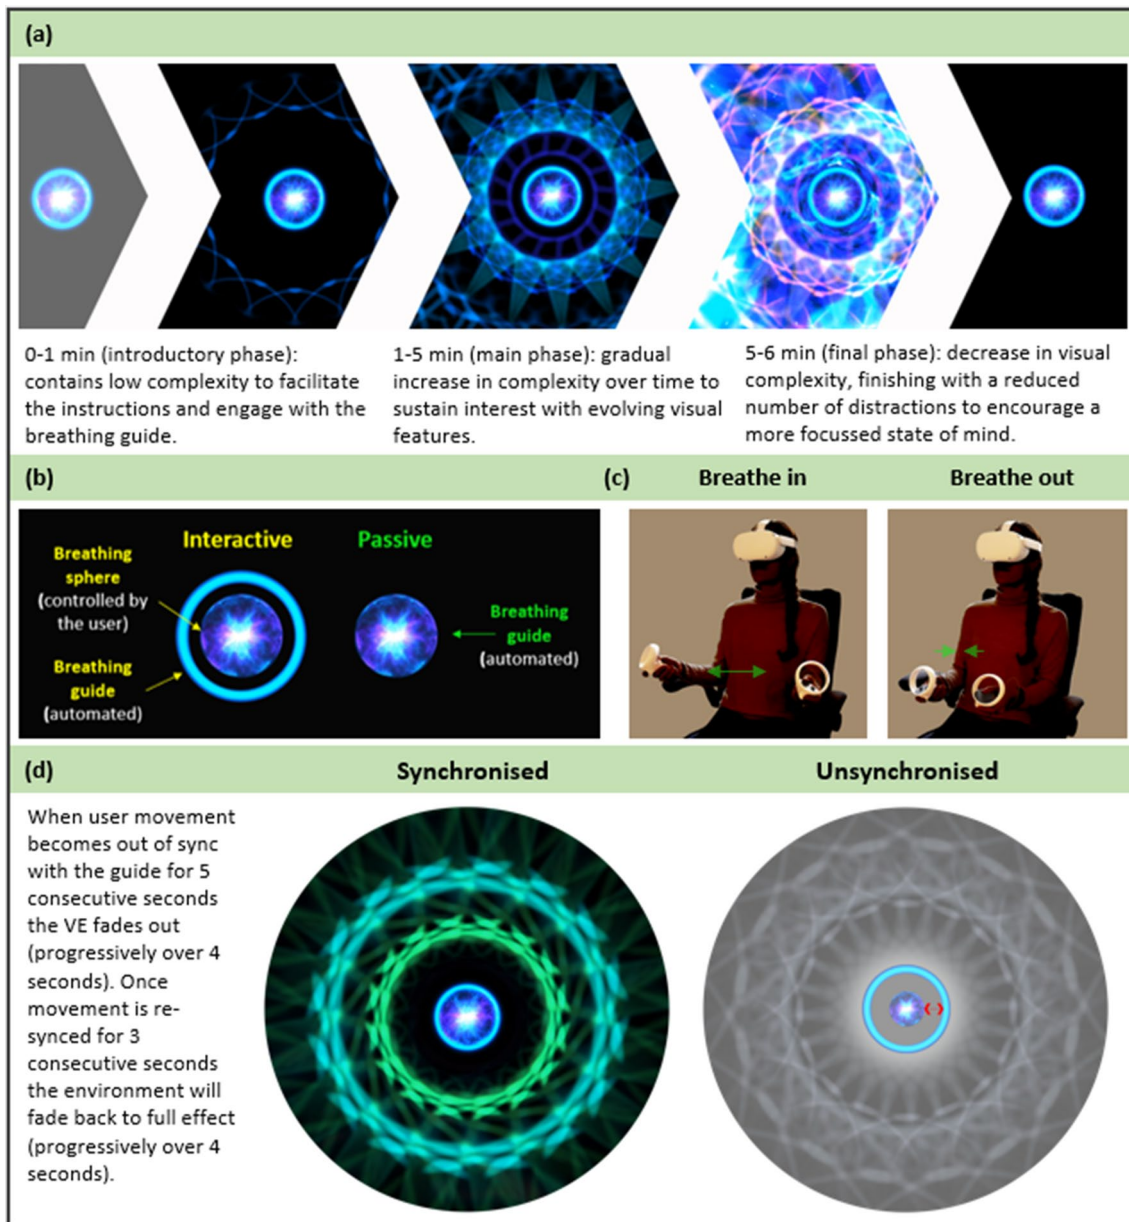 (a)
0-1 min (introductory phase):
contains low complexity to facilitate
the instructions and engage with the
breathing guide.
1-5 min (main phase): gradual
increase in complexity over time to
sustain interest with evolving visual
features.
5-6 min (final phase): decrease in visual
complexity, finishing with a reduced
number of distractions to encourage a
more focussed state of mind.
(b)
Interactive
Passive
Breathing
sphere
(controlled by
the user)
Breathing
guide
(automated)
Breathing
guide
(automated)
(c)
Breathe in
Breathe out
(d)
Synchronised
Unsynchronised
When user movement
becomes out of sync
with the guide for 5
consecutive seconds
the VE fades out
(progressively over 4
seconds). Once
movement is re-
synced for 3
consecutive seconds
the environment will
fade back to full effect
(progressively over 4
seconds).